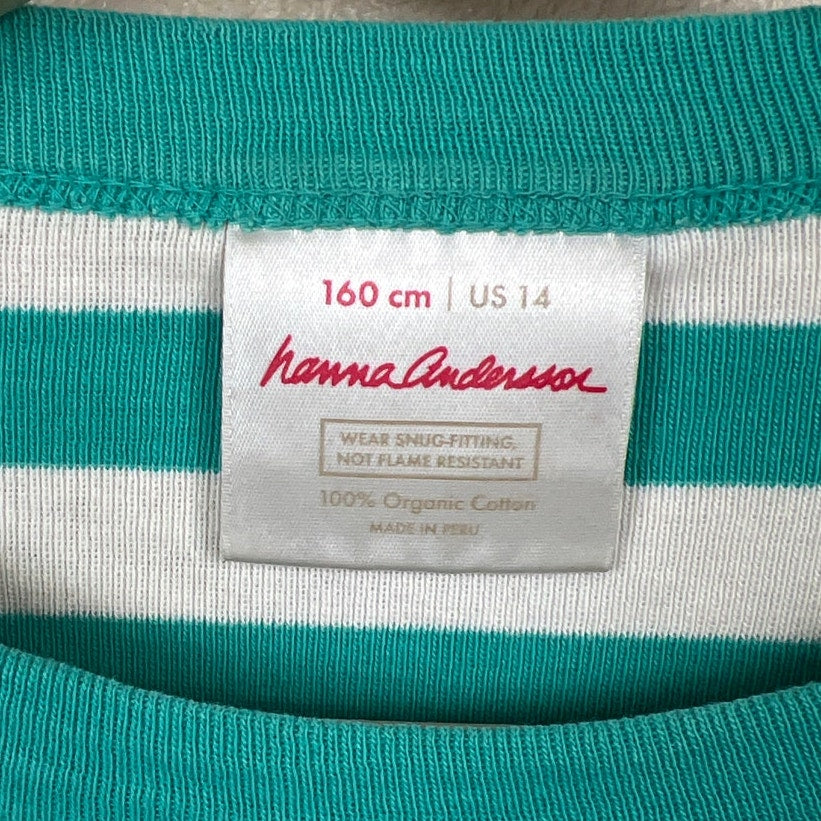 160 cm | US 14
hanna Andersson
WEAR SNUG-FITTING,
NOT FLAME RESISTANT
100% Organic Cotton
MADE IN PERU